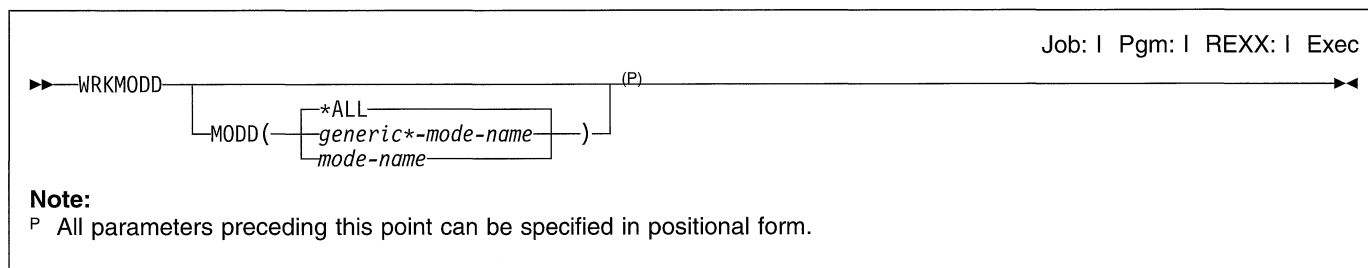 Job: I Pgm: I REXX: I Exec
WRKMODD
(P)
*ALL
MODD(
generic*-mode-name
)
mode-name
Note:
P All parameters preceding this point can be specified in positional form.